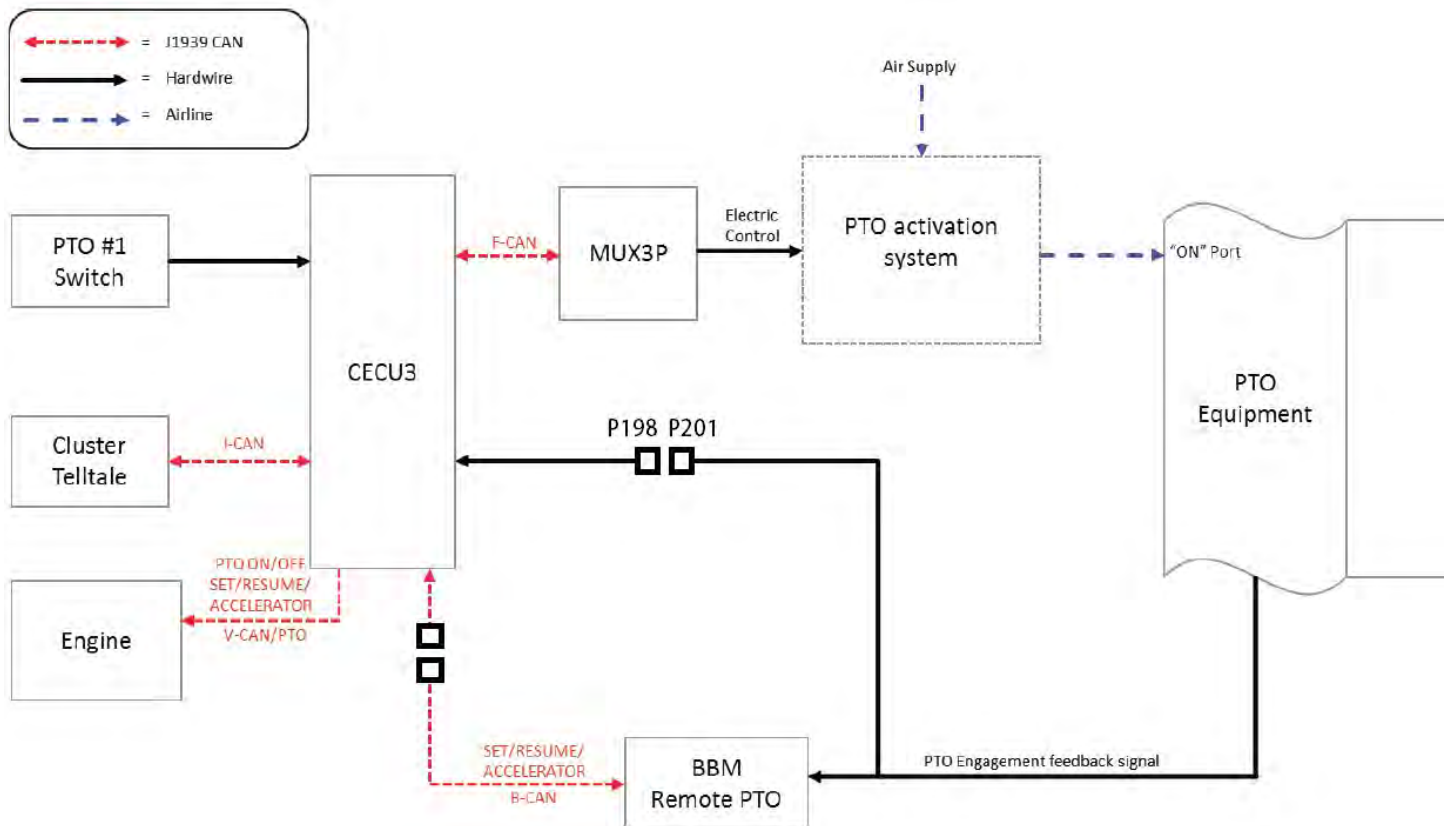 = J1939 CAN
= Hardwire
= Airline
Air Supply
PTO #1
Switch
F-CAN
MUX3P
Electric
Control
PTO activation
system
"ON" Port
CECU3
PTO
Equipment
Cluster
Telltale
I-CAN
P198 P201
PTO ON/OFF
SET/RESUME/
ACCELERATOR
V-CAN/PTO
Engine
SET/RESUME/
ACCELERATOR
B-CAN
BBM
Remote PTO
PTO Engagement feedback signal